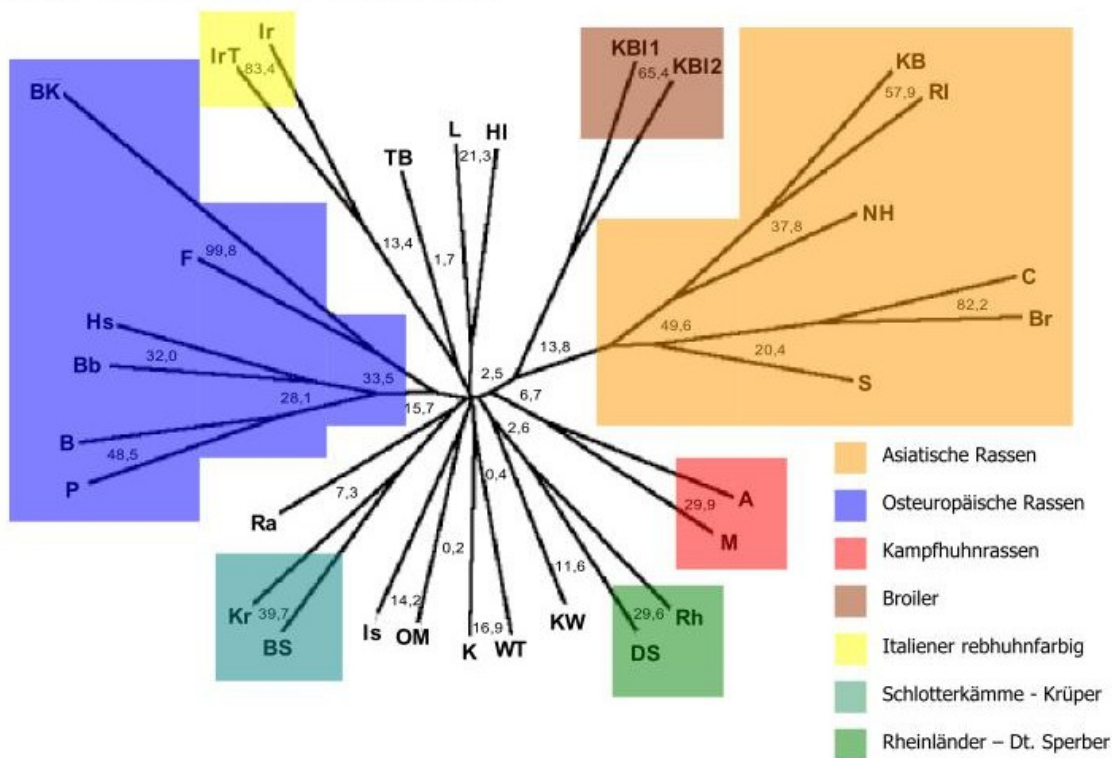 Ir
IrT
83,4
BK
KBl1
65,4
KBl2
KB
57,9
Rl
L
21,3
Hl
TB
NH
37,8
13,4
1,7
99,8
F
C
82,2
Br
Hs
32,0
Bb
49,6
20,4
S
13,8
2,5
6,7
33,5
15,7
28,1
B
48,5
P
2,6
0,4
7,3
Ra
A
29,9
M
0,2
11,6
14,2
16,9
Kr
39,7
BS
Is
OM
K
WT
KW
29,6
Rh
DS
Asiatische Rassen
Osteuropäische Rassen
Kampfhuhnrassen
Broiler
Italiener rebhuhnfarbig
Schlotterkämme - Krüper
Rheinländer – Dt. Sperber